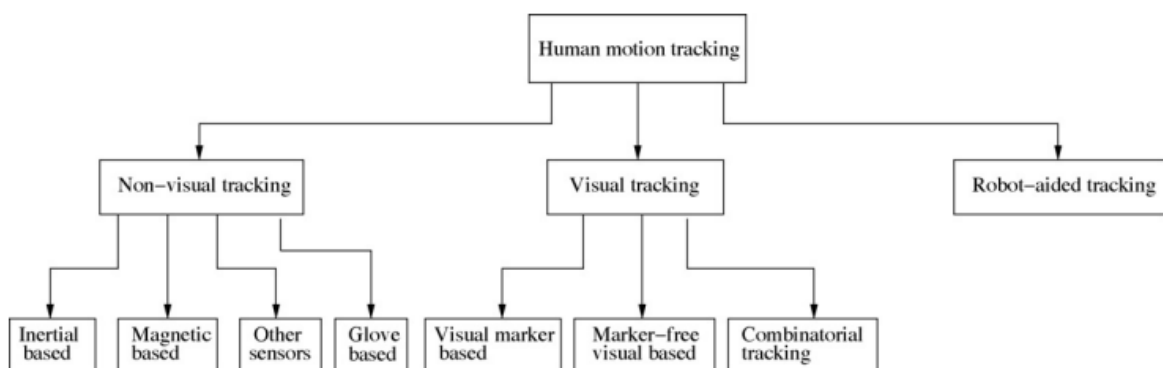 Human motion tracking
Non−visual tracking
Visual tracking
Robot−aided tracking
Inertial
based
Magnetic
based
Other
sensors
Glove
based
Visual marker
based
Marker−free
visual based
Combinatorial
tracking